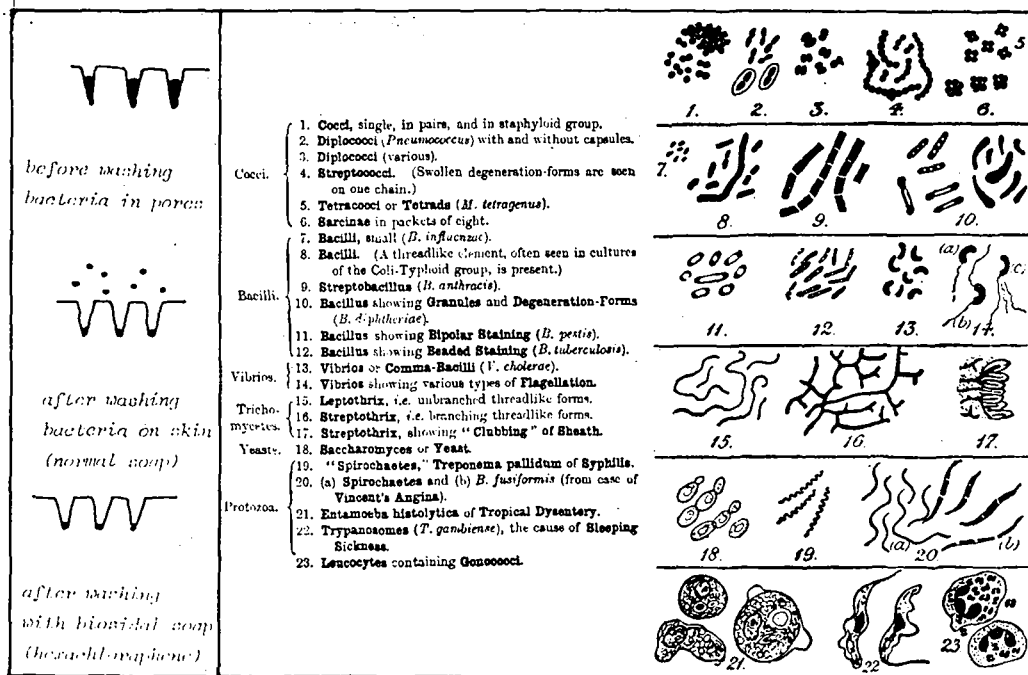 before washing
bacteria in pores
after washing
bacteria on skin
(normal soap)
after washing
with biocidal soap
(hexachlorophene)
Cocci.
1. Cocci, single, in pairs, and in staphyloid group.
2. Diplococci (Pneumococcus) with and without capsules.
3. Diplococci (various).
4. Streptococci. (Swollen degeneration-forms are seen
on one chain.)
5. Tetracocci or Tetrads (M. tetragenus).
6. Sarcinae in packets of eight.
Bacilli.
7. Bacilli, small (B. influenzae).
8. Bacilli. (A threadlike element, often seen in cultures
of the Coli-Typhoid group, is present.)
9. Streptobacillus (B. anthracis).
10. Bacillus showing Granules and Degeneration-Forms
(B. diphtheriae).
11. Bacillus showing Bipolar Staining (B. pestis).
12. Bacillus showing Beaded Staining (B. tuberculosis).
Vibrios.
13. Vibrios or Comma-Bacilli (V. cholerae).
14. Vibrios showing various types of Flagellation.
Tricho-
mycetes.
15. Leptothrix, i.e. unbranched threadlike forms.
16. Streptothrix, i.e. branching threadlike forms.
17. Streptothrix, showing "Clubbing" of Sheath.
Yeasts.
18. Saccharomyces or Yeast.
Protozoa.
19. "Spirochaetes," Treponema pallidum of Syphilis.
20. (a) Spirochaetes and (b) B. fusiformis (from case of
Vincent's Angina).
21. Entamoeba histolytica of Tropical Dysentery.
22. Trypanosomes (T. gambiense), the cause of Sleeping
Sickness.
23. Leucocytes containing Gonococci.
1. 2. 3. 4. 5 6.
7. 8. 9. 10.
11. 12. 13. (a) (b) (c) 14.
15. 16. 17.
18. 19. (a) 20 (b)
21. 22 23